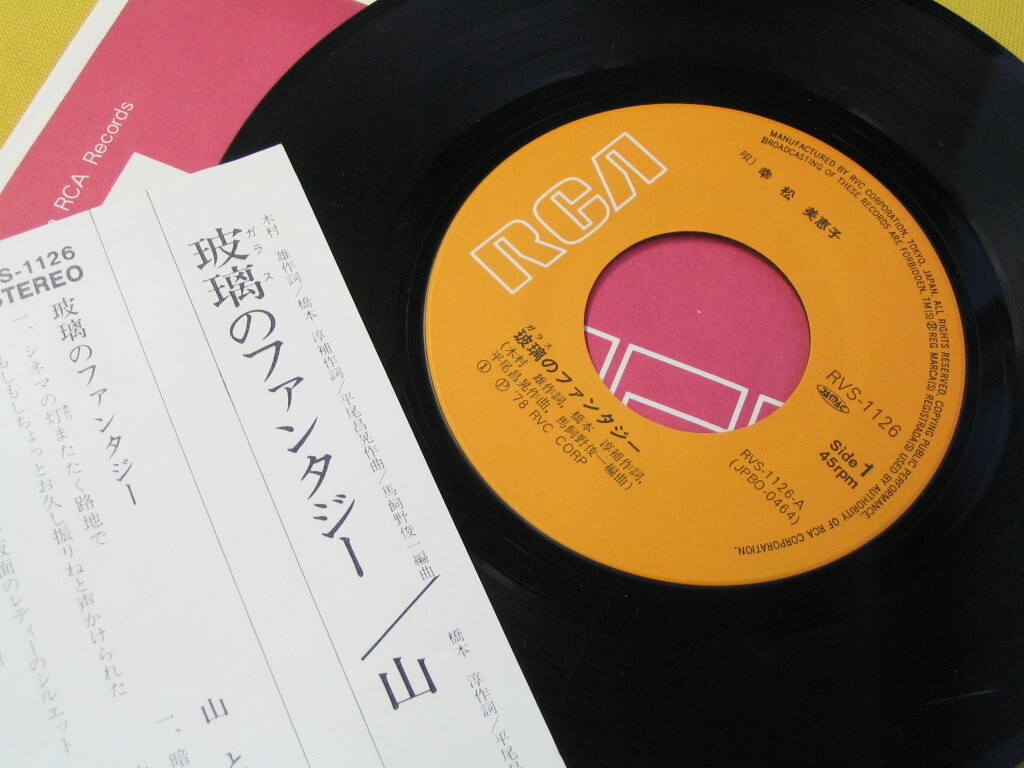 RCA Records
RVS-1126
STEREO
玻璃のファンタジー
一、シネマの灯またたく路地で
もしもしちょっとお久し振りねと声かけられた
仮面のレディーのシルエット
山
一、暗
木村 雄作詞/橋本 淳補作詞/平尾昌晃作曲/馬飼野俊一編曲
ガラス
玻璃のファンタジー/山
橋本 淳作詞/平尾昌
RCA
唄) 幸松美恵子
MANUFACTURED BY RVC CORPORATION, TOKYO, JAPAN. ALL RIGHTS RESERVED. COPYING PUBLIC PERFORMANCE,
BROADCASTING OF THESE RECORDS ARE FORBIDDEN. TM(S) ® REG MARCA(S) REGISTRADA(S) USED BY AUTHORITY OF RCA CORPORATION.
ガラス
玻璃のファンタジー
(木村 雄作詞, 橋本 淳補作詞,
平尾昌晃作曲, 馬飼野俊一編曲)
① Ⓟ '78 RVC CORP
RVS-1126
JASRAC
Side 1
45rpm
RVS-1126-A
(JPBO-0464)